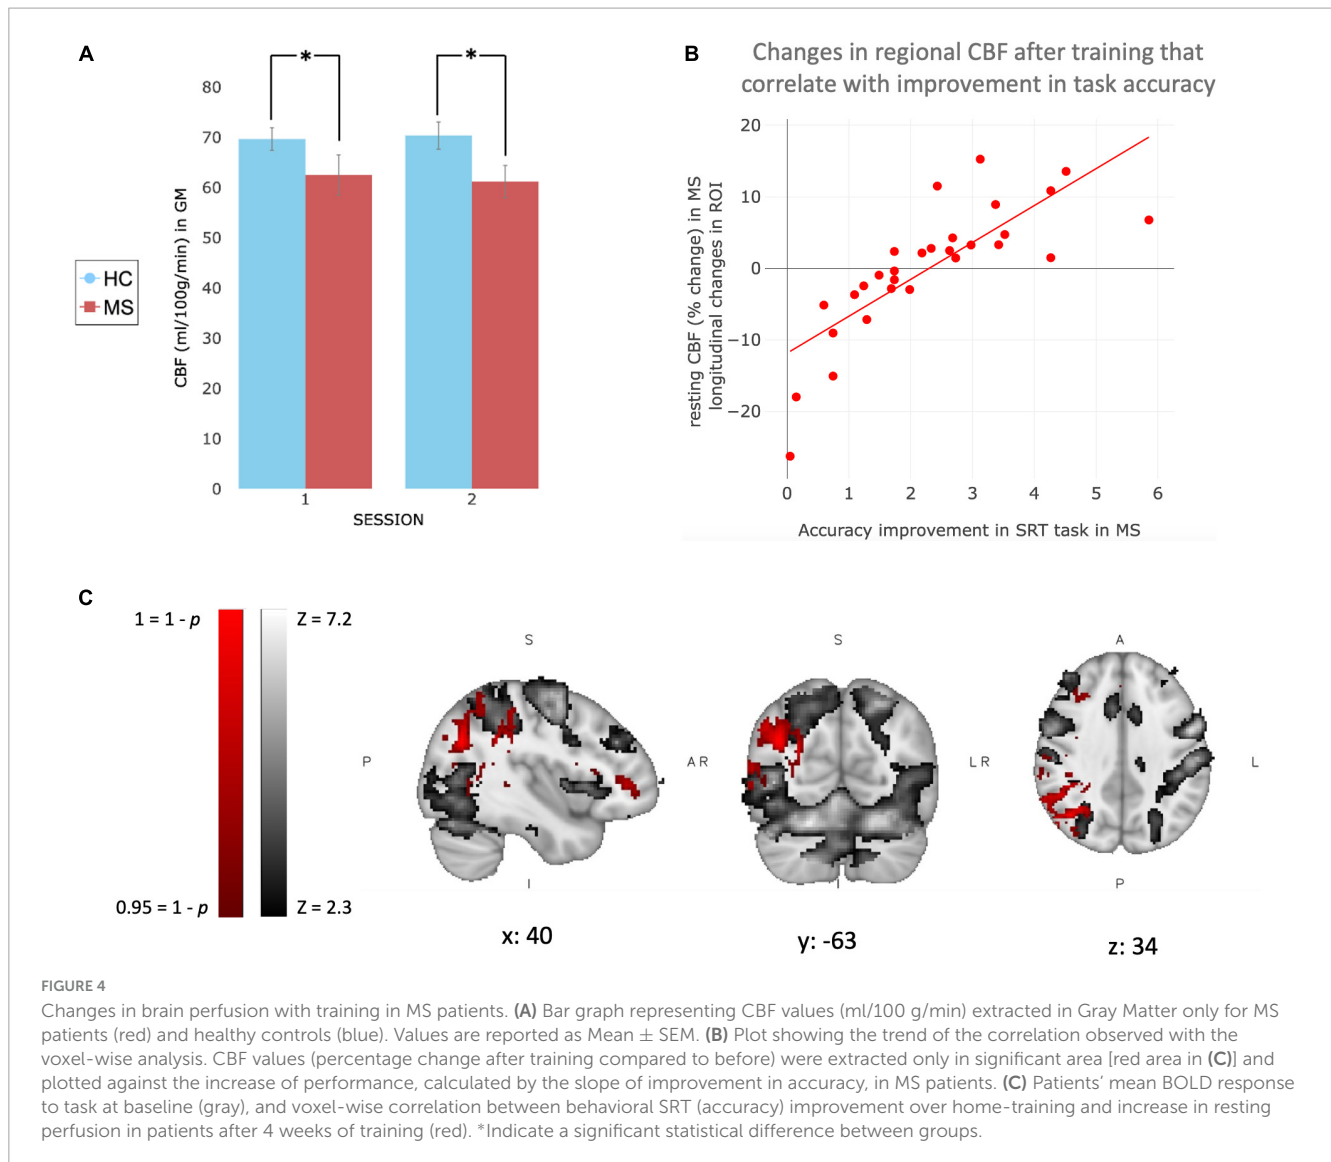 A
*
*
80
70
60
50
40
30
20
10
0
CBF (ml/100g/min) in GM
HC
MS
1
2
SESSION
B
Changes in regional CBF after training that
correlate with improvement in task accuracy
20
10
0
−10
−20
resting CBF (% change) in MS
longitudinal changes in ROI
0 1 2 3 4 5 6
Accuracy improvement in SRT task in MS
C
1 = 1 - p
Z = 7.2
0.95 = 1 - p
Z = 2.3
S
P
A R
I
x: 40
S
L R
I
y: -63
A
L
P
z: 34
FIGURE 4
Changes in brain perfusion with training in MS patients. (A) Bar graph representing CBF values (ml/100 g/min) extracted in Gray Matter only for MS
patients (red) and healthy controls (blue). Values are reported as Mean ± SEM. (B) Plot showing the trend of the correlation observed with the
voxel-wise analysis. CBF values (percentage change after training compared to before) were extracted only in significant area [red area in (C)] and
plotted against the increase of performance, calculated by the slope of improvement in accuracy, in MS patients. (C) Patients’ mean BOLD response
to task at baseline (gray), and voxel-wise correlation between behavioral SRT (accuracy) improvement over home-training and increase in resting
perfusion in patients after 4 weeks of training (red). *Indicate a significant statistical difference between groups.